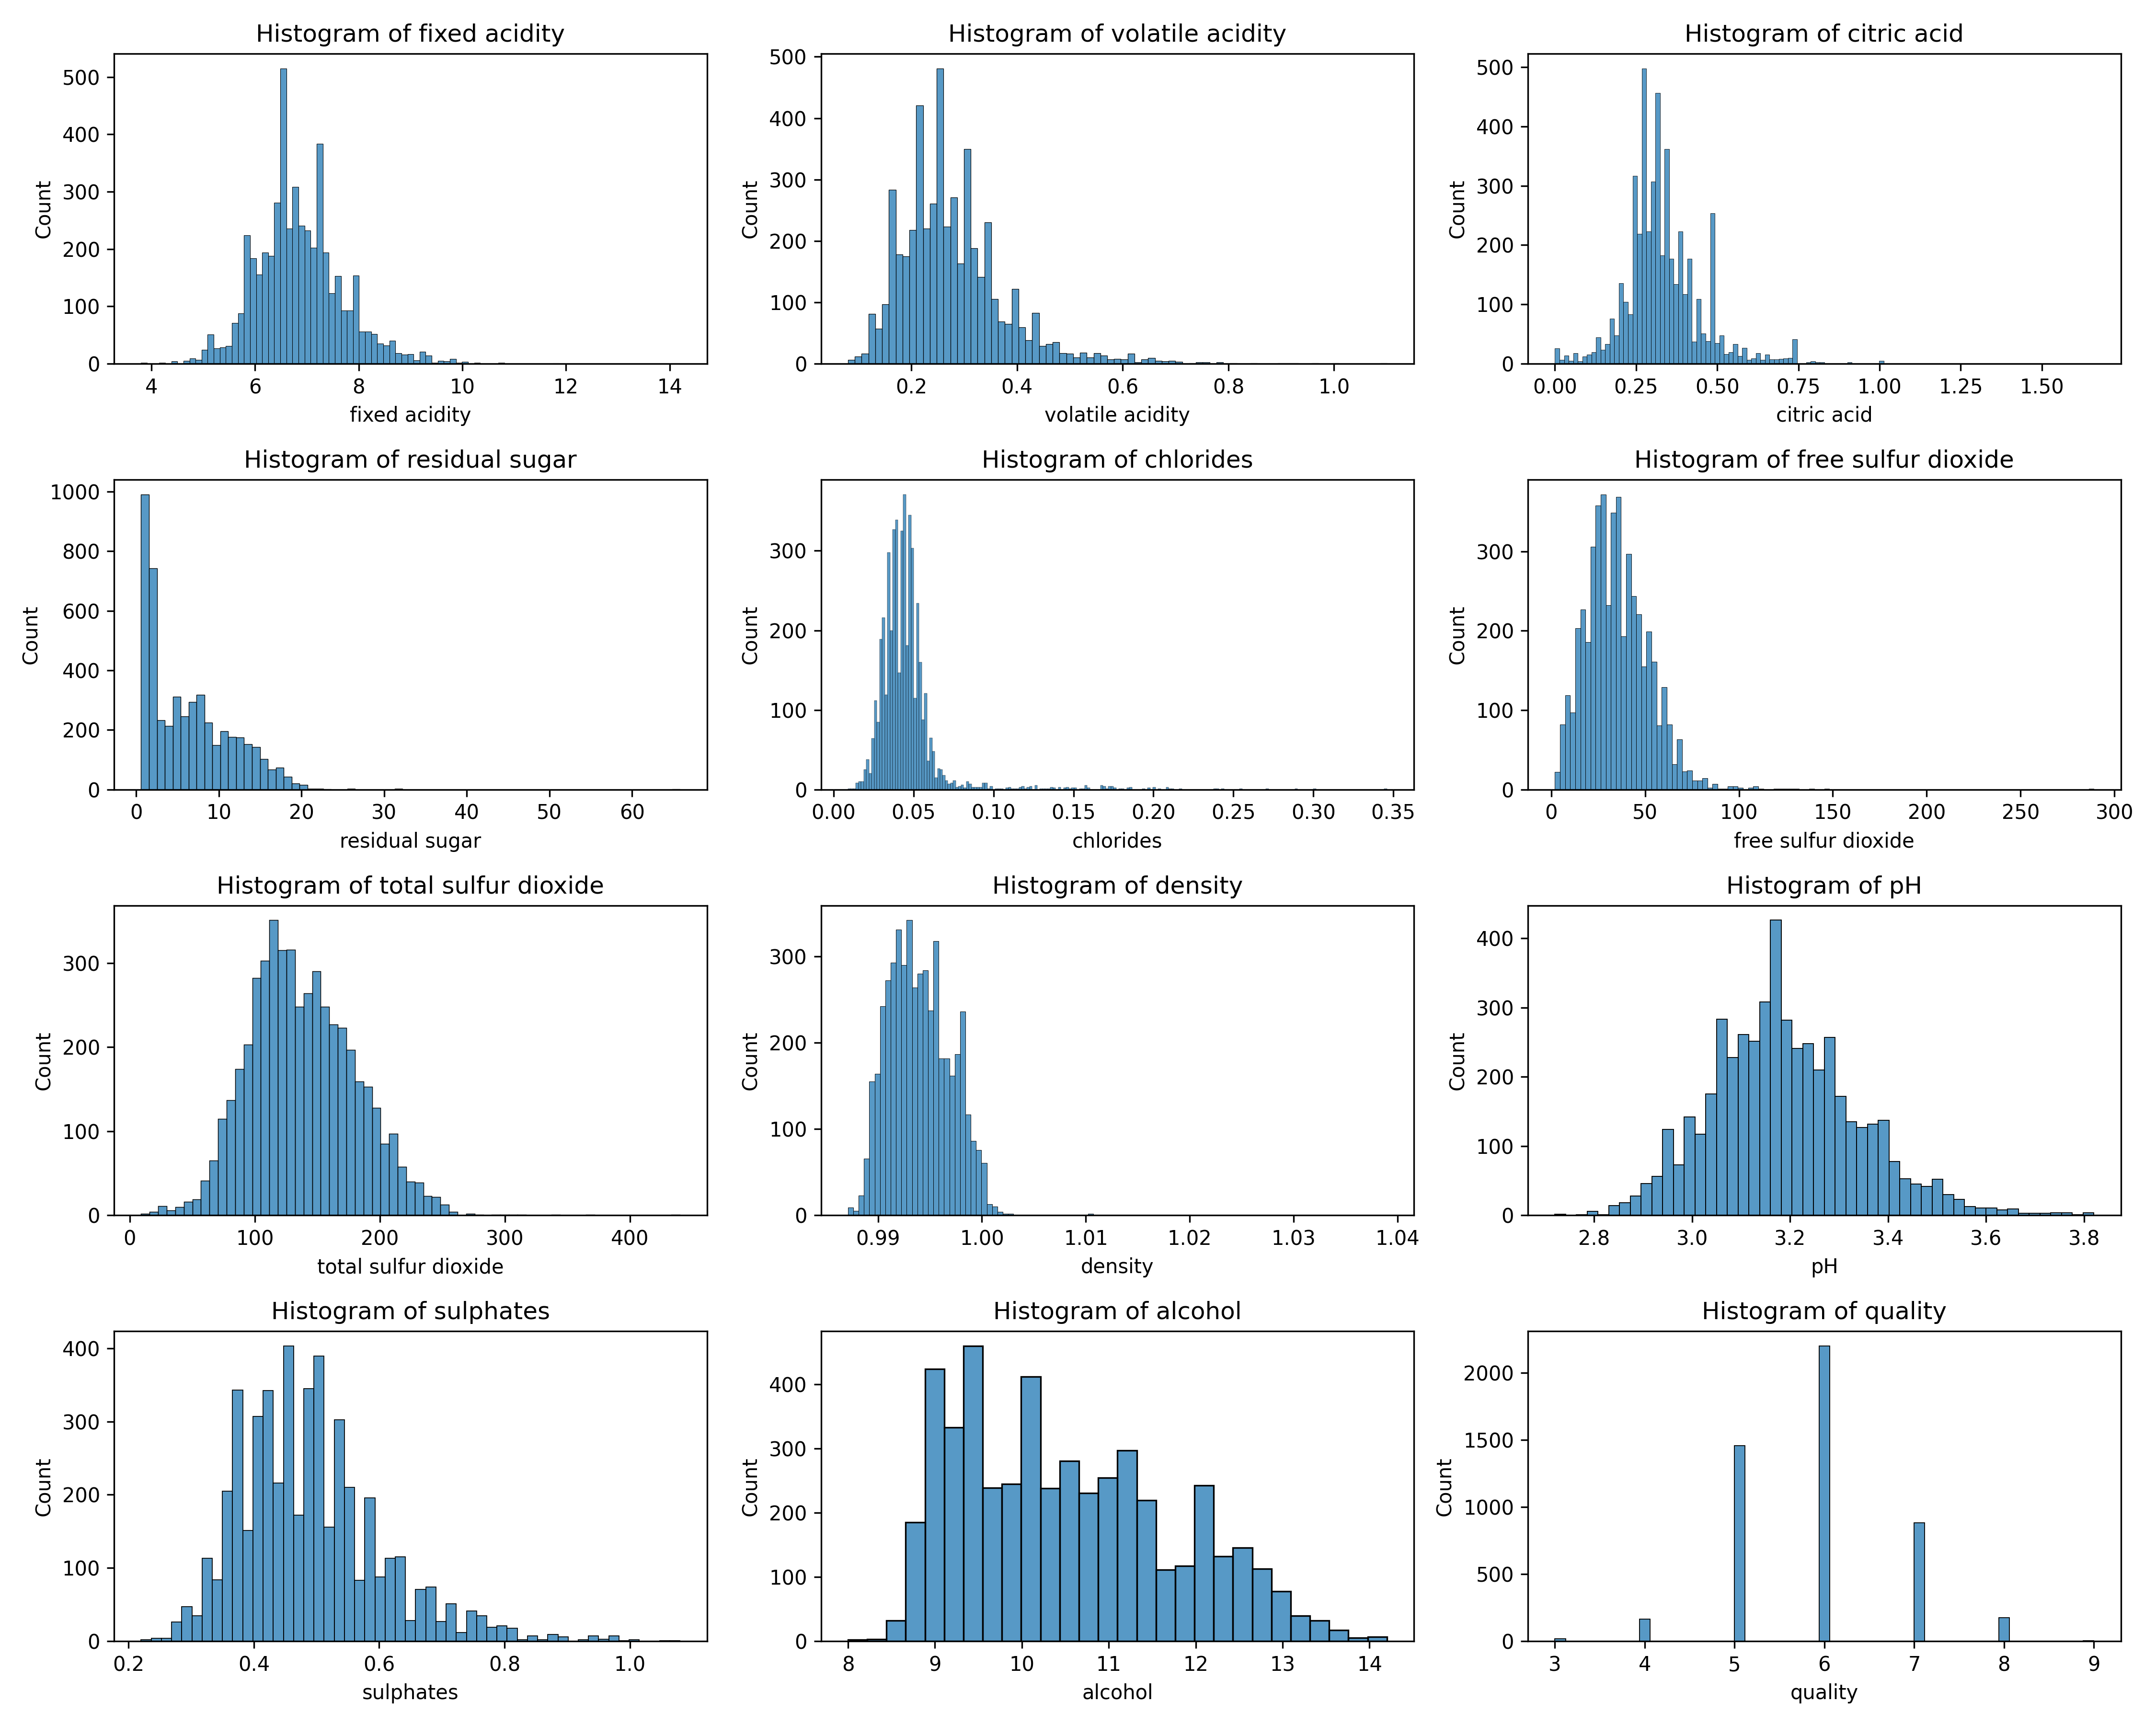 Histogram of fixed acidity
Count
0
100
200
300
400
500
4 6 8 10 12 14
fixed acidity
Histogram of volatile acidity
Count
0
100
200
300
400
500
0.2 0.4 0.6 0.8 1.0
volatile acidity
Histogram of citric acid
Count
0
100
200
300
400
500
0.00 0.25 0.50 0.75 1.00 1.25 1.50
citric acid
Histogram of residual sugar
Count
0
200
400
600
800
1000
0 10 20 30 40 50 60
residual sugar
Histogram of chlorides
Count
0
100
200
300
0.00 0.05 0.10 0.15 0.20 0.25 0.30 0.35
chlorides
Histogram of free sulfur dioxide
Count
0
100
200
300
0 50 100 150 200 250 300
free sulfur dioxide
Histogram of total sulfur dioxide
Count
0
100
200
300
0 100 200 300 400
total sulfur dioxide
Histogram of density
Count
0
100
200
300
0.99 1.00 1.01 1.02 1.03 1.04
density
Histogram of pH
Count
0
100
200
300
400
2.8 3.0 3.2 3.4 3.6 3.8
pH
Histogram of sulphates
Count
0
100
200
300
400
0.2 0.4 0.6 0.8 1.0
sulphates
Histogram of alcohol
Count
0
100
200
300
400
8 9 10 11 12 13 14
alcohol
Histogram of quality
Count
0
500
1000
1500
2000
3 4 5 6 7 8 9
quality